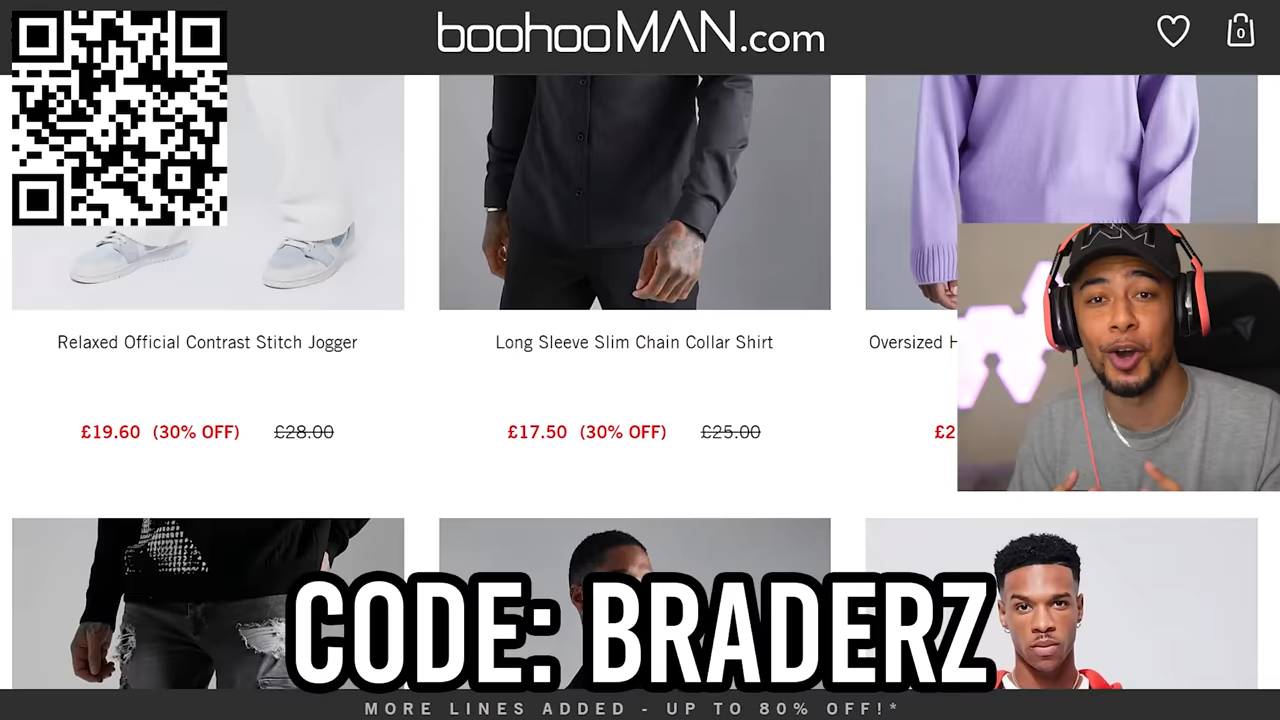 boohooMAN.com
0
Relaxed Official Contrast Stitch Jogger
Long Sleeve Slim Chain Collar Shirt
Oversized
£19.60 (30% OFF) £28.00
£17.50 (30% OFF) £25.00
£2
CODE: BRADERZ
MORE LINES ADDED - UP TO 80% OFF!*